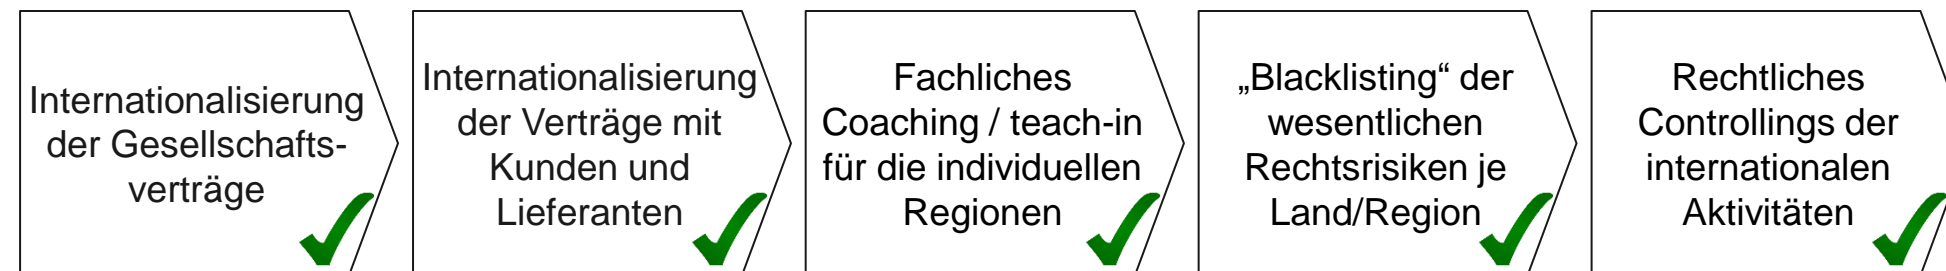 Internationalisierung
der Gesellschafts-
verträge
Internationalisierung
der Verträge mit
Kunden und
Lieferanten
Fachliches
Coaching / teach-in
für die individuellen
Regionen
„Blacklisting“ der
wesentlichen
Rechtsrisiken je
Land/Region
Rechtliches
Controllings der
internationalen
Aktivitäten